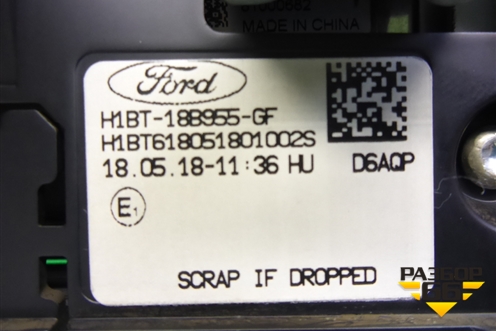 MADE IN CHINA
Ford
H1BT-18B955-GF
H1BT618051801002S
18.05.18-11:36 HU D6AQP
E1
SCRAP IF DROPPED
РАЗБОР
66